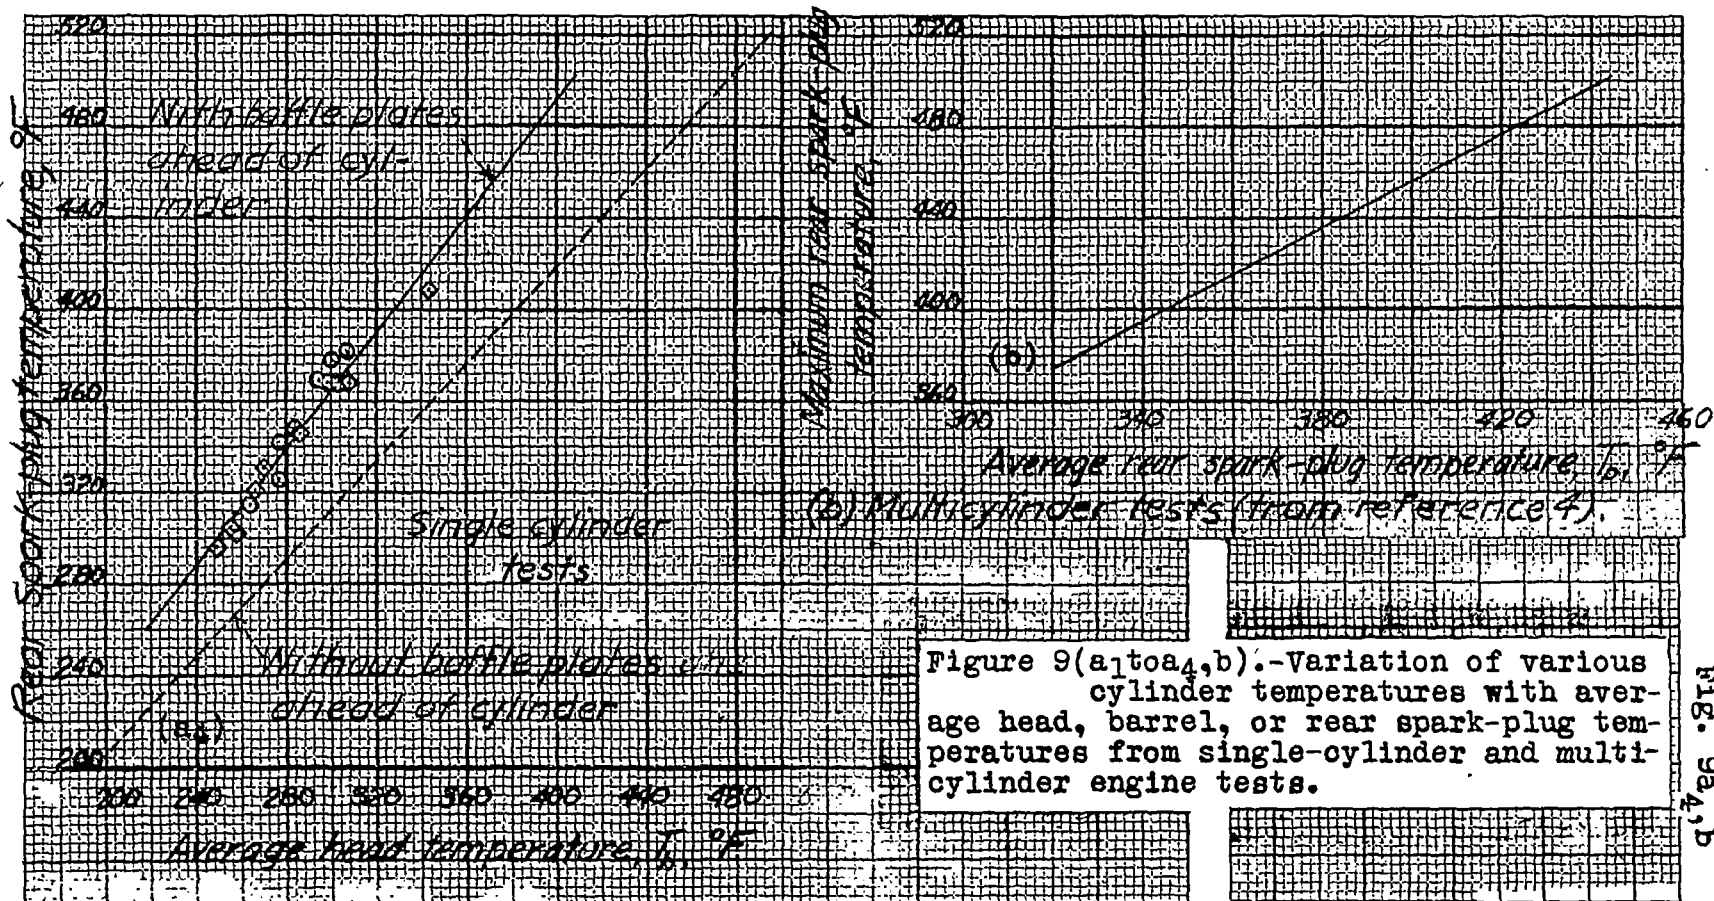 Rear spark-plug temperature, °F
520
480
440
400
360
320
280
240
200
With baffle plates
ahead of cyl-
inder
Single cylinder
tests
Without baffle plates
ahead of cylinder
(a4)
200 240 280 320 360 400 440 480
Average head temperature, Th, °F
Maximum rear spark-plug
temperature, °F
520
480
440
400
360
(b)
300 340 380 420 460
Average rear spark-plug temperature, Tb, °F
(b) Multicylinder tests (from reference 4).
Figure 9(a1toa4,b).-Variation of various
cylinder temperatures with aver-
age head, barrel, or rear spark-plug tem-
peratures from single-cylinder and multi-
cylinder engine tests.
Fig. 9a4,b